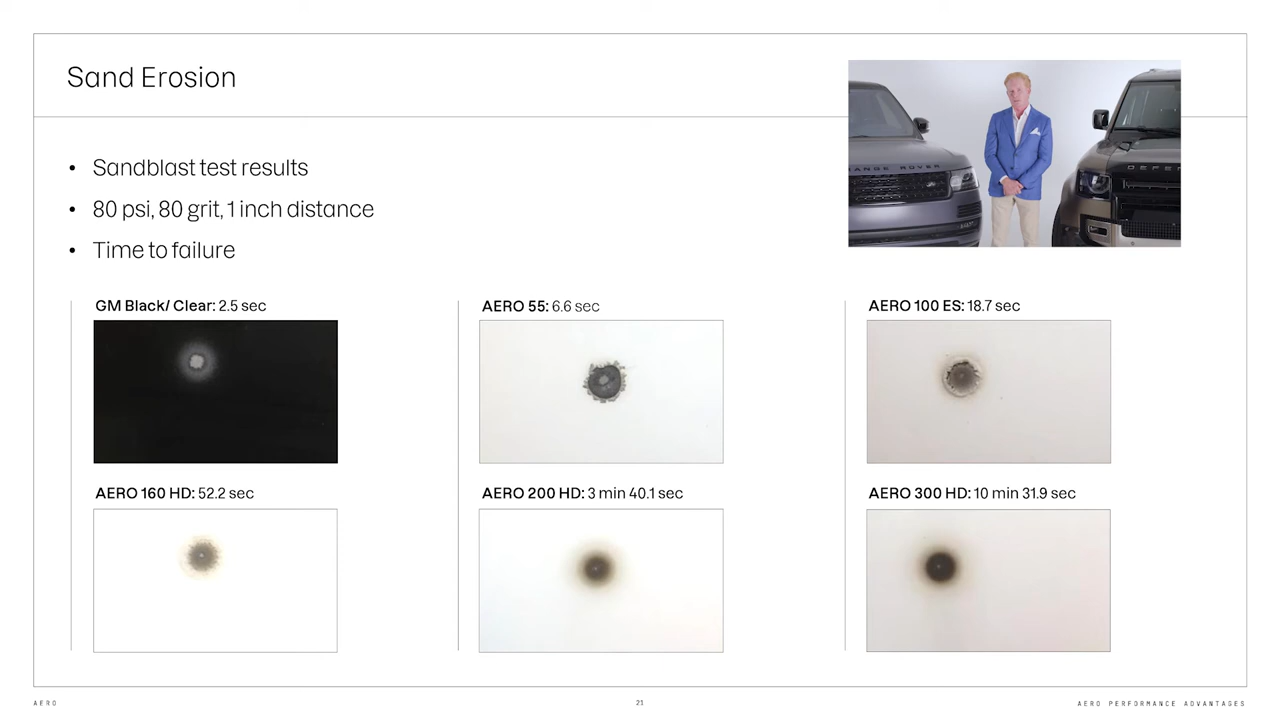 Sand Erosion
• Sandblast test results
• 80 psi, 80 grit, 1 inch distance
• Time to failure
ANGE ROVER
DEFE
GM Black/ Clear: 2.5 sec
AERO 55: 6.6 sec
AERO 100 ES: 18.7 sec
AERO 160 HD: 52.2 sec
AERO 200 HD: 3 min 40.1 sec
AERO 300 HD: 10 min 31.9 sec
AERO
21
AERO PERFORMANCE ADVANTAGES